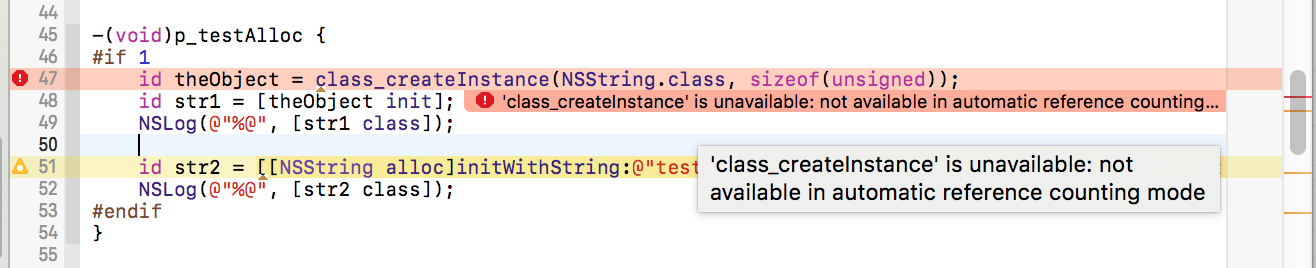 44
45 -(void)p_testAlloc {
46 #if 1
47 id theObject = class_createInstance(NSString.class, sizeof(unsigned));
48 id str1 = [theObject init]; 'class_createInstance' is unavailable: not available in automatic reference counting...
49 NSLog(@"%@", [str1 class]);
50
51 id str2 = [[NSString alloc]initWithString:@"test
'class_createInstance' is unavailable: not
available in automatic reference counting mode
52 NSLog(@"%@", [str2 class]);
53 #endif
54 }
55